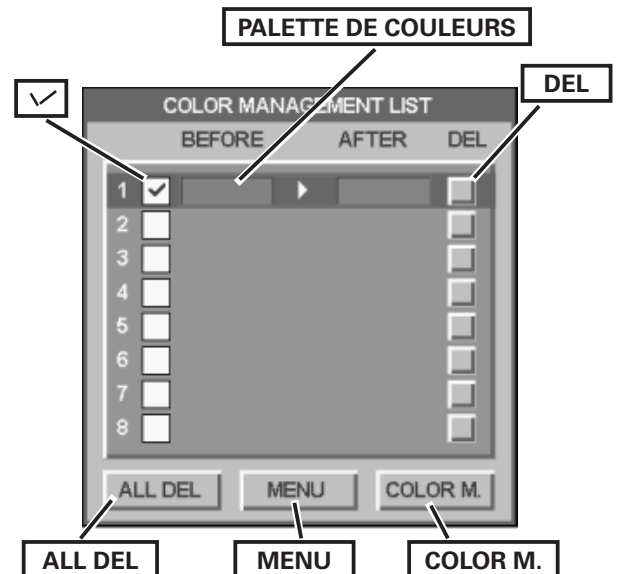 PALETTE DE COULEURS
DEL
COLOR MANAGEMENT LIST
BEFORE AFTER DEL
1
2
3
4
5
6
7
8
ALL DEL MENU COLOR M.
ALL DEL MENU COLOR M.